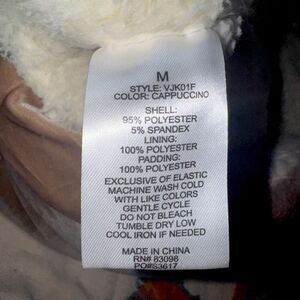 M
STYLE: VJK01F
COLOR: CAPPUCCINO
SHELL:
95% POLYESTER
5% SPANDEX
LINING:
100% POLYESTER
PADDING:
100% POLYESTER
EXCLUSIVE OF ELASTIC
MACHINE WASH COLD
WITH LIKE COLORS
GENTLE CYCLE
DO NOT BLEACH
TUMBLE DRY LOW
COOL IRON IF NEEDED
MADE IN CHINA
RN# 83098
PO#S3617